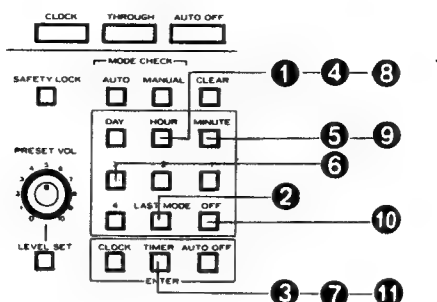 CLOCK THROUGH AUTO OFF
MODE CHECK
SAFETY LOCK AUTO MANUAL CLEAR
1 4 8
DAY HOUR MINUTE
5 9
PRESET VOL
6
2
4 LAST MODE OFF
10
LEVEL SET CLOCK TIMER AUTO OFF
ENTER
3 7 11